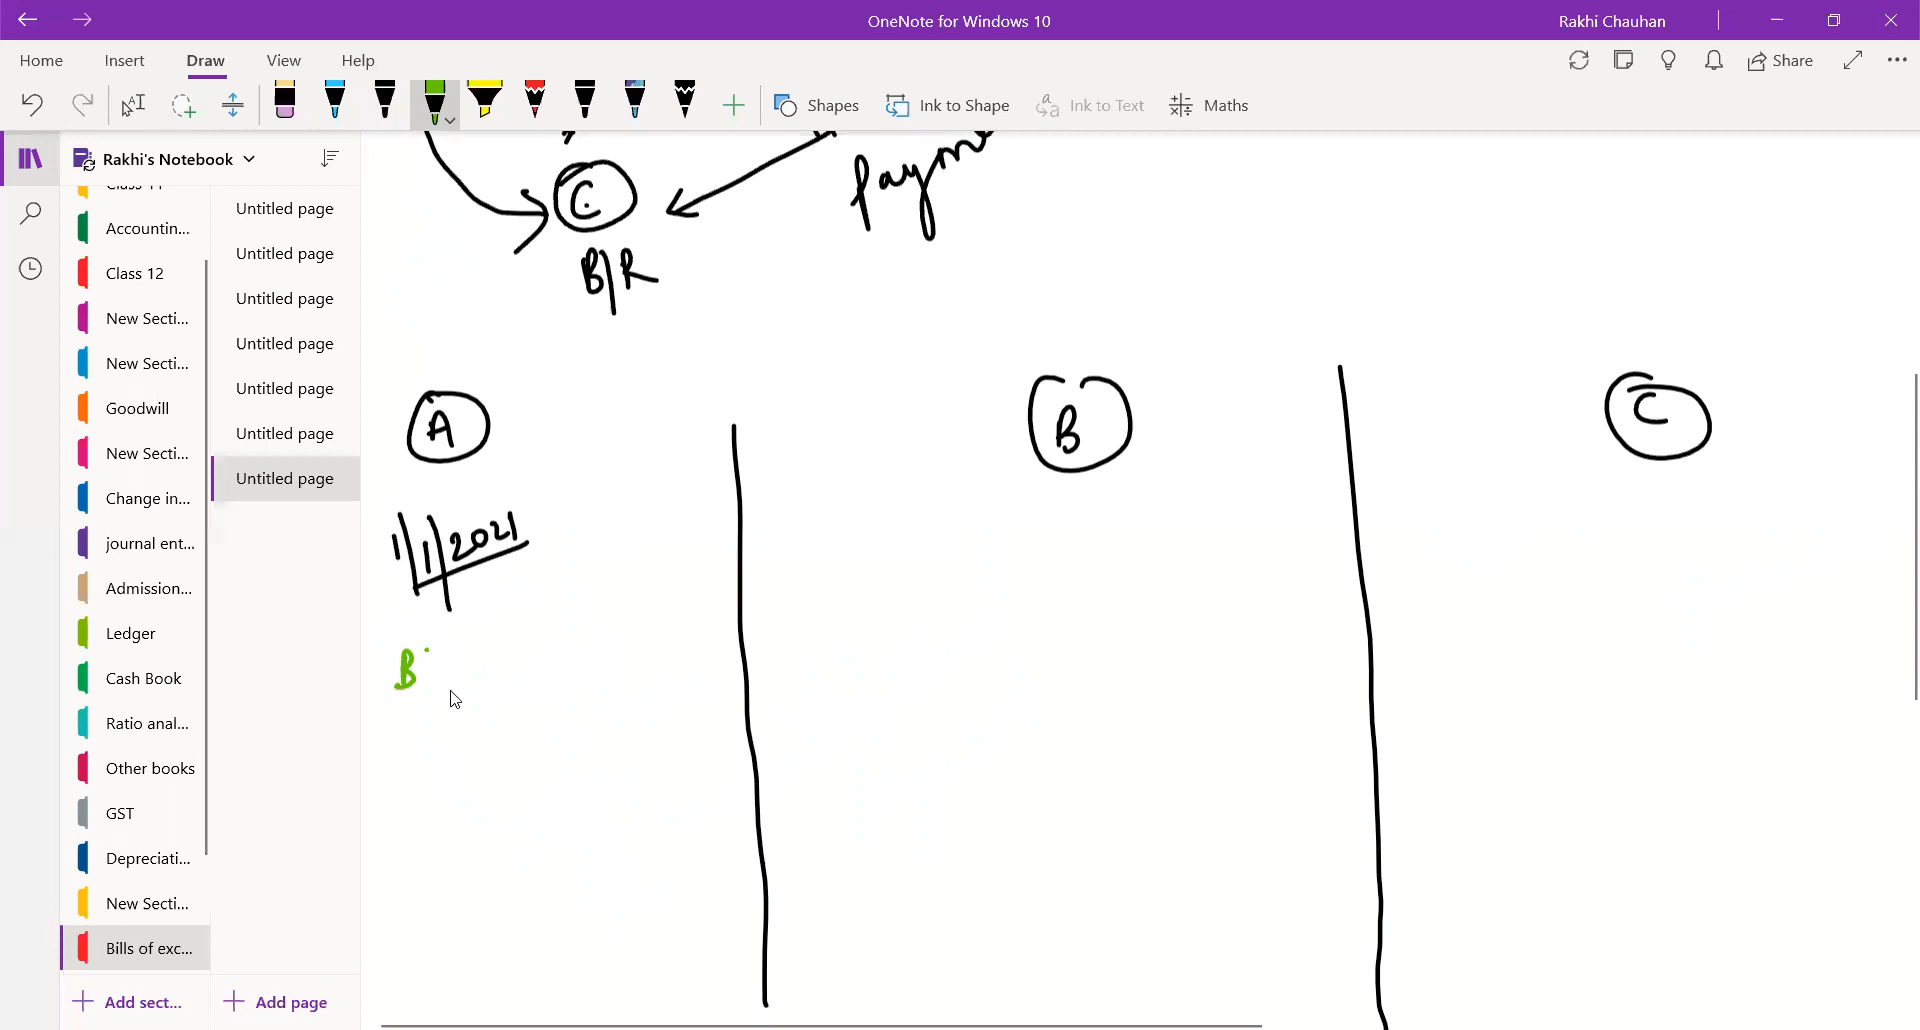 OneNote for Windows 10
Rakhi Chauhan
Home Insert Draw View Help
Share
Shapes
Ink to Shape
Ink to Text
Maths
Rakhi's Notebook
Accountin...
Class 12
New Secti...
New Secti...
Goodwill
New Secti...
Change in...
journal ent...
Admission...
Ledger
Cash Book
Ratio anal...
Other books
GST
Depreciati...
New Secti...
Bills of exc...
Add sect...
Untitled page
Untitled page
Untitled page
Untitled page
Untitled page
Untitled page
Untitled page
Add page
C
B/R
A
B
C
1/1/2021
B